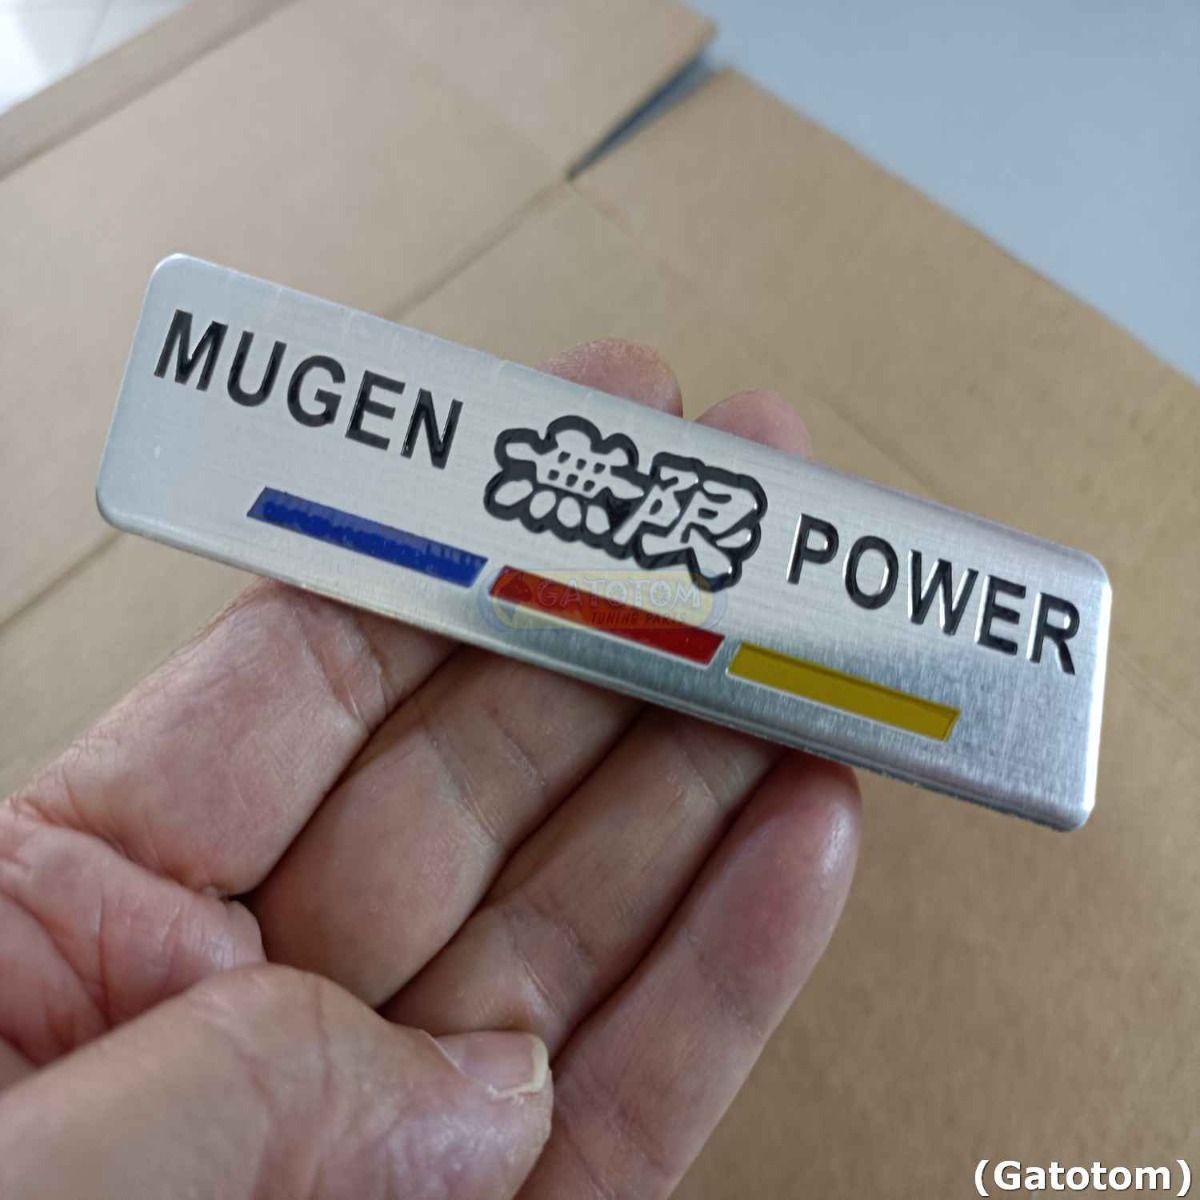 MUGEN 無限 POWER
GATOTOM
TUNING PARTS
(Gatotom)